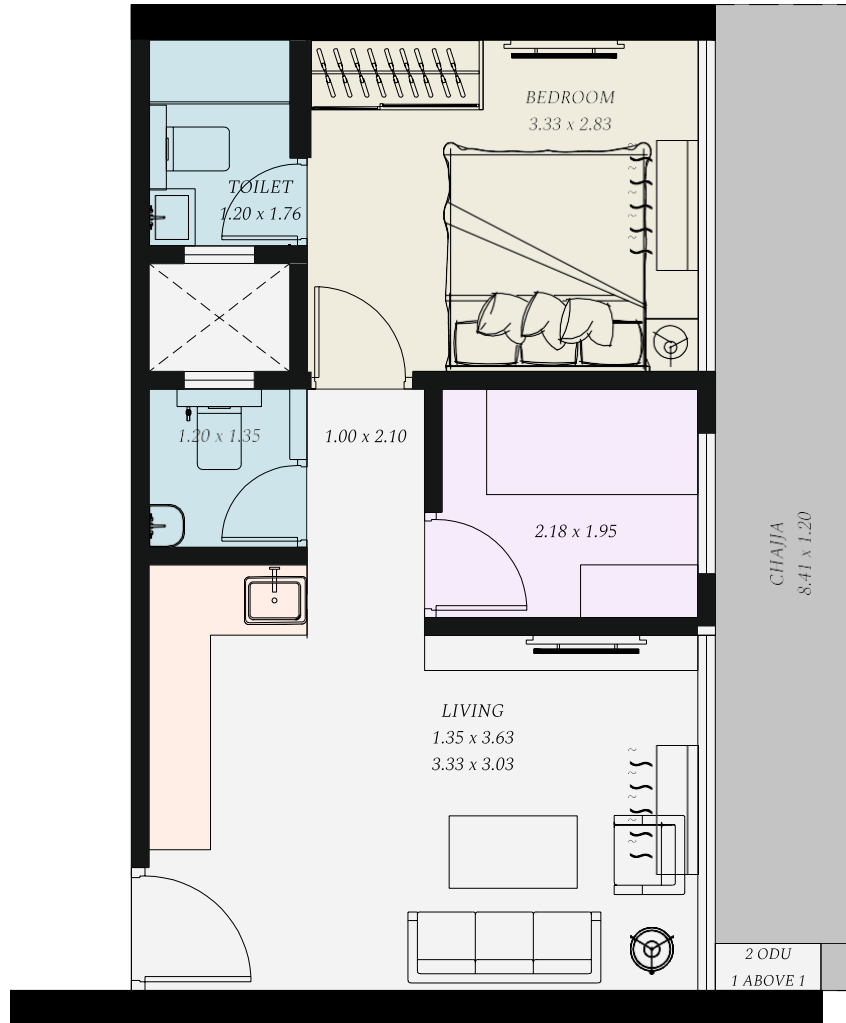 BEDROOM
3.33 x 2.83
TOILET
1.20 x 1.76
1.20 x 1.35
1.00 x 2.10
2.18 x 1.95
CHAJJA
8.41 x 1.20
LIVING
1.35 x 3.63
3.33 x 3.03
2 ODU
1 ABOVE 1